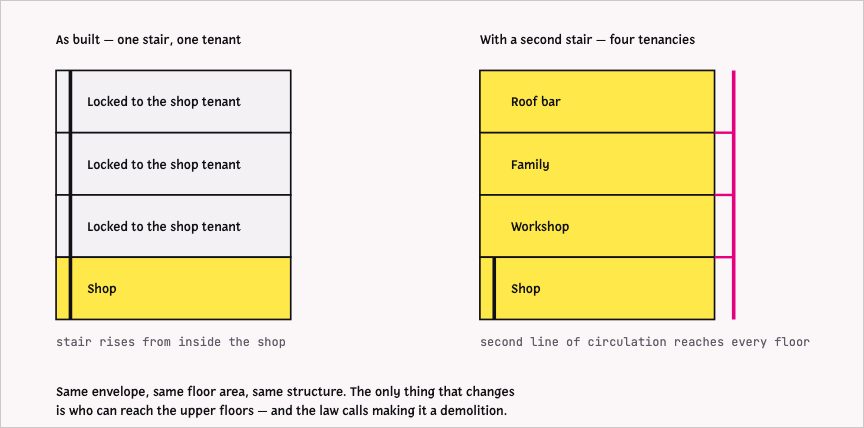 As built — one stair, one tenant
Locked to the shop tenant
Locked to the shop tenant
Locked to the shop tenant
Shop
stair rises from inside the shop
With a second stair — four tenancies
Roof bar
Family
Workshop
Shop
second line of circulation reaches every floor
Same envelope, same floor area, same structure. The only thing that changes
is who can reach the upper floors — and the law calls making it a demolition.